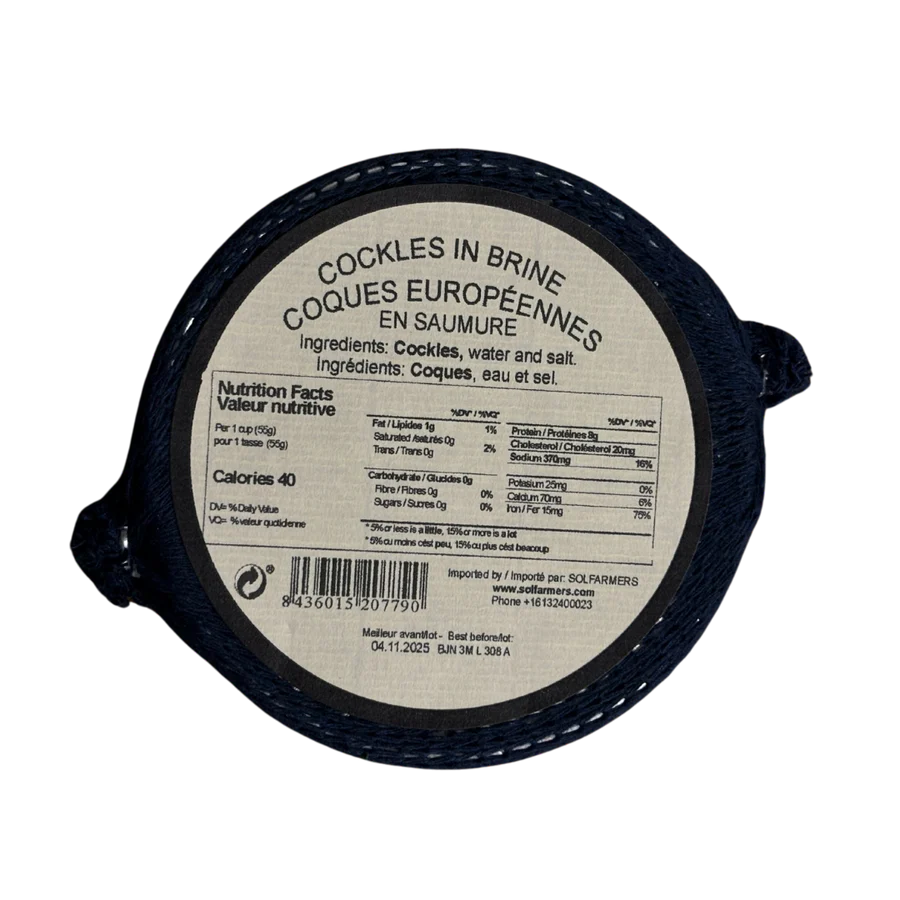 COCKLES IN BRINE
COQUES EUROPÉENNES
EN SAUMURE
Ingredients: Cockles, water and salt.
Ingrédients: Coques, eau et sel.
Nutrition Facts
Valeur nutritive
Per 1 cup (55g)
pour 1 tasse (55g)
Calories 40
DV= % Daily Value
VQ= % valeur quotidienne
%DV* / %VQ*
Fat / Lipides 1g 1%
Saturated /saturés 0g
Trans / Trans 0g 2%
Carbohydrate / Glucides 0g
Fibre / Fibres 0g 0%
Sugars / Sucres 0g 0%
%DV* / %VQ*
Protein / Protéines 8g
Cholesterol / Cholésterol 20mg
Sodium 370mg 16%
Potasium 25mg 0%
Calcium 70mg 6%
Iron / Fer 15mg 75%
* 5% or less is a little, 15% or more is a lot
* 5% ou moins cést peu, 15% ou plus cést beacoup
®
8 436015 207790
Imported by / Importé par: SOLFARMERS
www.solfarmers.com
Phone +16132400023
Meilleur avant/lot - Best before/lot:
04.11.2025 BJN 3M L 308 A